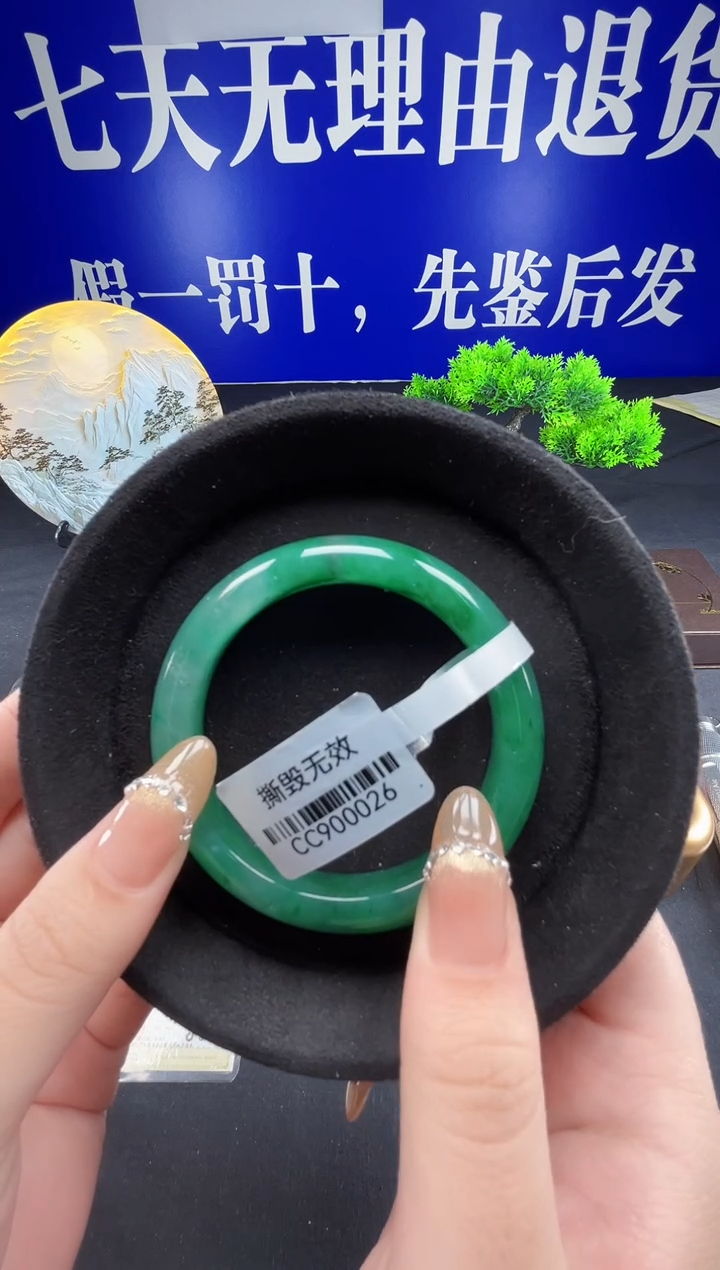 七天无理由退货
假一罚十，先鉴后发
撕毁无效
CC900026